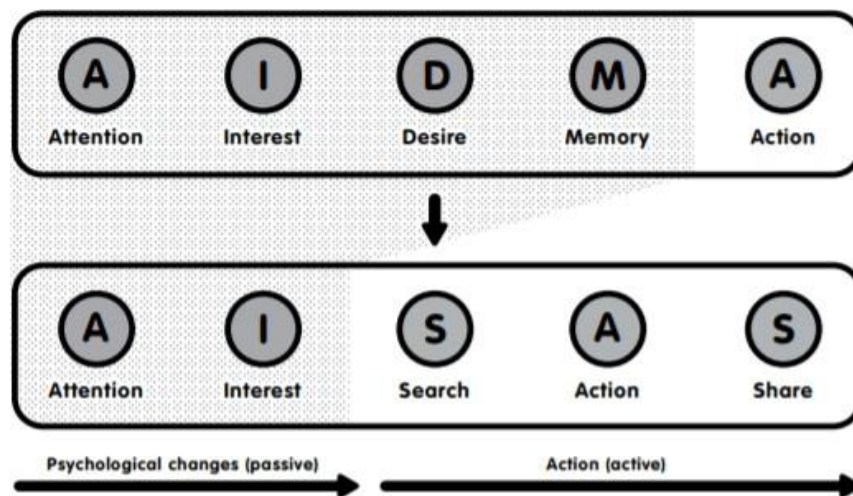 A I D M A
Attention Interest Desire Memory Action
A I S A S
Attention Interest Search Action Share
Psychological changes (passive) Action (active)